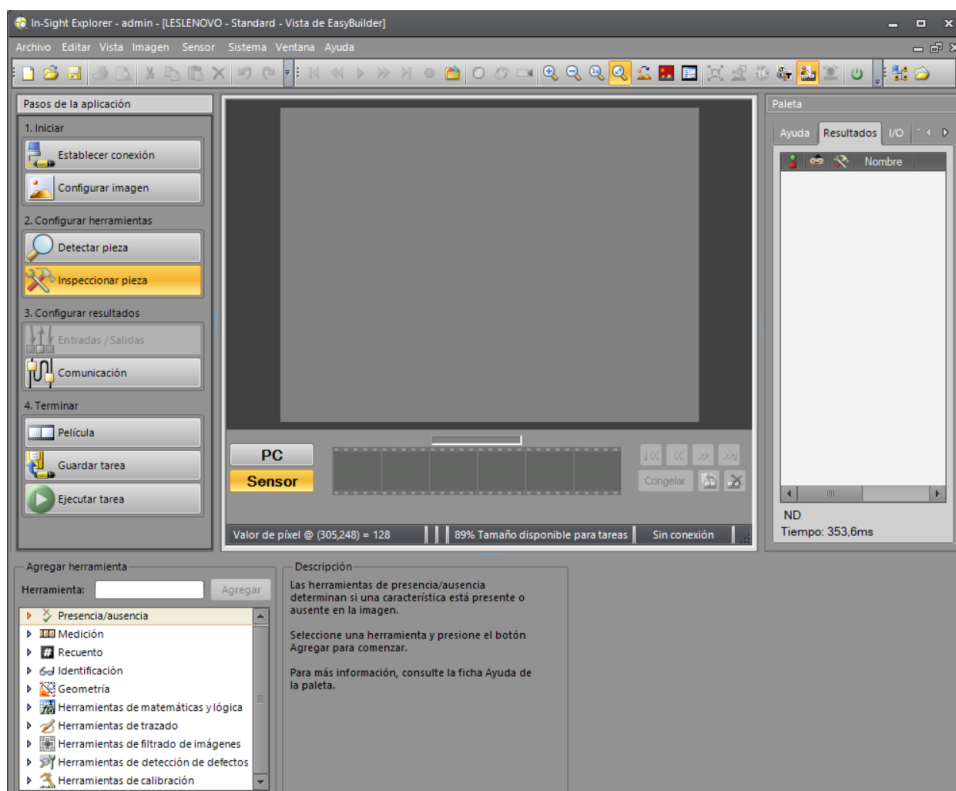 In-Sight Explorer - admin - [LESLENOVO - Standard - Vista de EasyBuilder]
Archivo Editar Vista Imagen Sensor Sistema Ventana Ayuda
Pasos de la aplicación
1. Iniciar
Establecer conexión
Configurar imagen
2. Configurar herramientas
Detectar pieza
Inspeccionar pieza
3. Configurar resultados
Entradas / Salidas
Comunicación
4. Terminar
Película
Guardar tarea
Ejecutar tarea
PC
Sensor
Congelar
Valor de píxel @ (305,248) = 128
89% Tamaño disponible para tareas
Sin conexión
Paleta
Ayuda Resultados I/O
Nombre
ND
Tiempo: 353,6ms
Agregar herramienta
Herramienta: Agregar
Presencia/ausencia
Medición
Recuento
Identificación
Geometría
Herramientas de matemáticas y lógica
Herramientas de trazado
Herramientas de filtrado de imágenes
Herramientas de detección de defectos
Herramientas de calibración
Descripción
Las herramientas de presencia/ausencia
determinan si una característica está presente o
ausente en la imagen.
Seleccione una herramienta y presione el botón
Agregar para comenzar.
Para más información, consulte la ficha Ayuda de
la paleta.